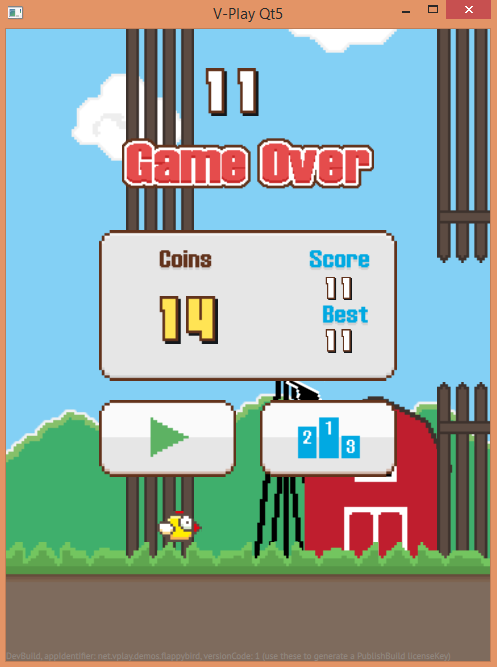 V-Play Qt5
11
Game Over
Coins
Score
14
11
Best
11
2 1 3
DevBuild, appIdentifier: net.vplay.demos.flappybird, versionCode: 1 (use these to generate a PublishBuild licenseKey)